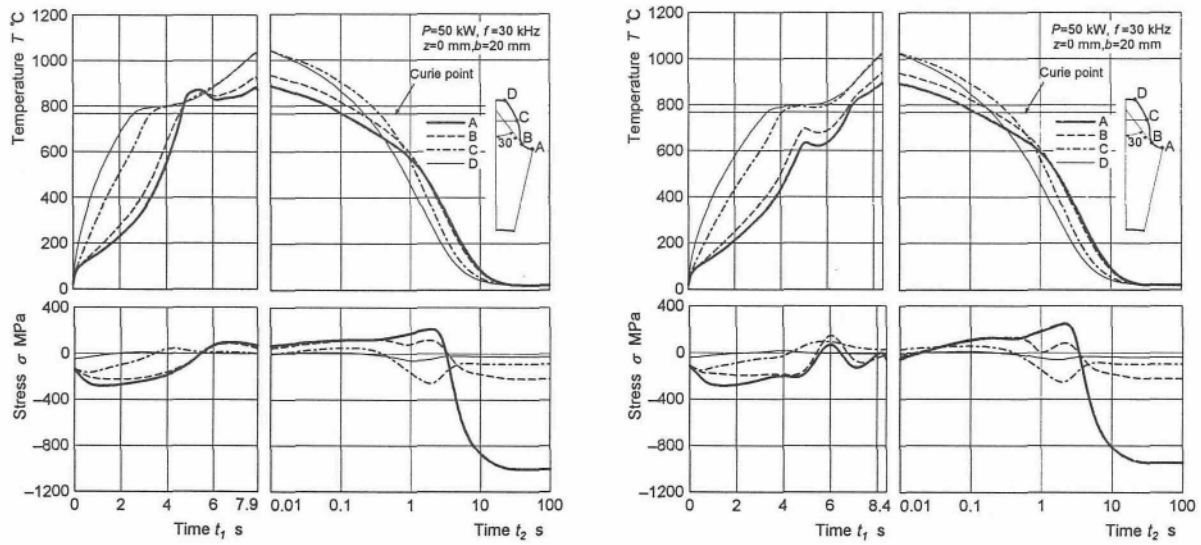 Temperature T °C
1200
1000
800
600
400
200
0
P=50 kW, f=30 kHz
z=0 mm,b=20 mm
Curie point
A
B
C
D
D
C
B
30°
A
Stress σ MPa
400
0
−400
−800
−1200
0 2 4 6 7.9
Time t1 s
0.01 0.1 1 10 100
Time t2 s
Temperature T °C
1200
1000
800
600
400
200
0
P=50 kW, f=30 kHz
z=0 mm,b=20 mm
Curie point
A
B
C
D
D
C
B
30°
A
Stress σ MPa
400
0
−400
−800
−1200
0 2 4 6 8.4
Time t1 s
0.01 0.1 1 10 100
Time t2 s